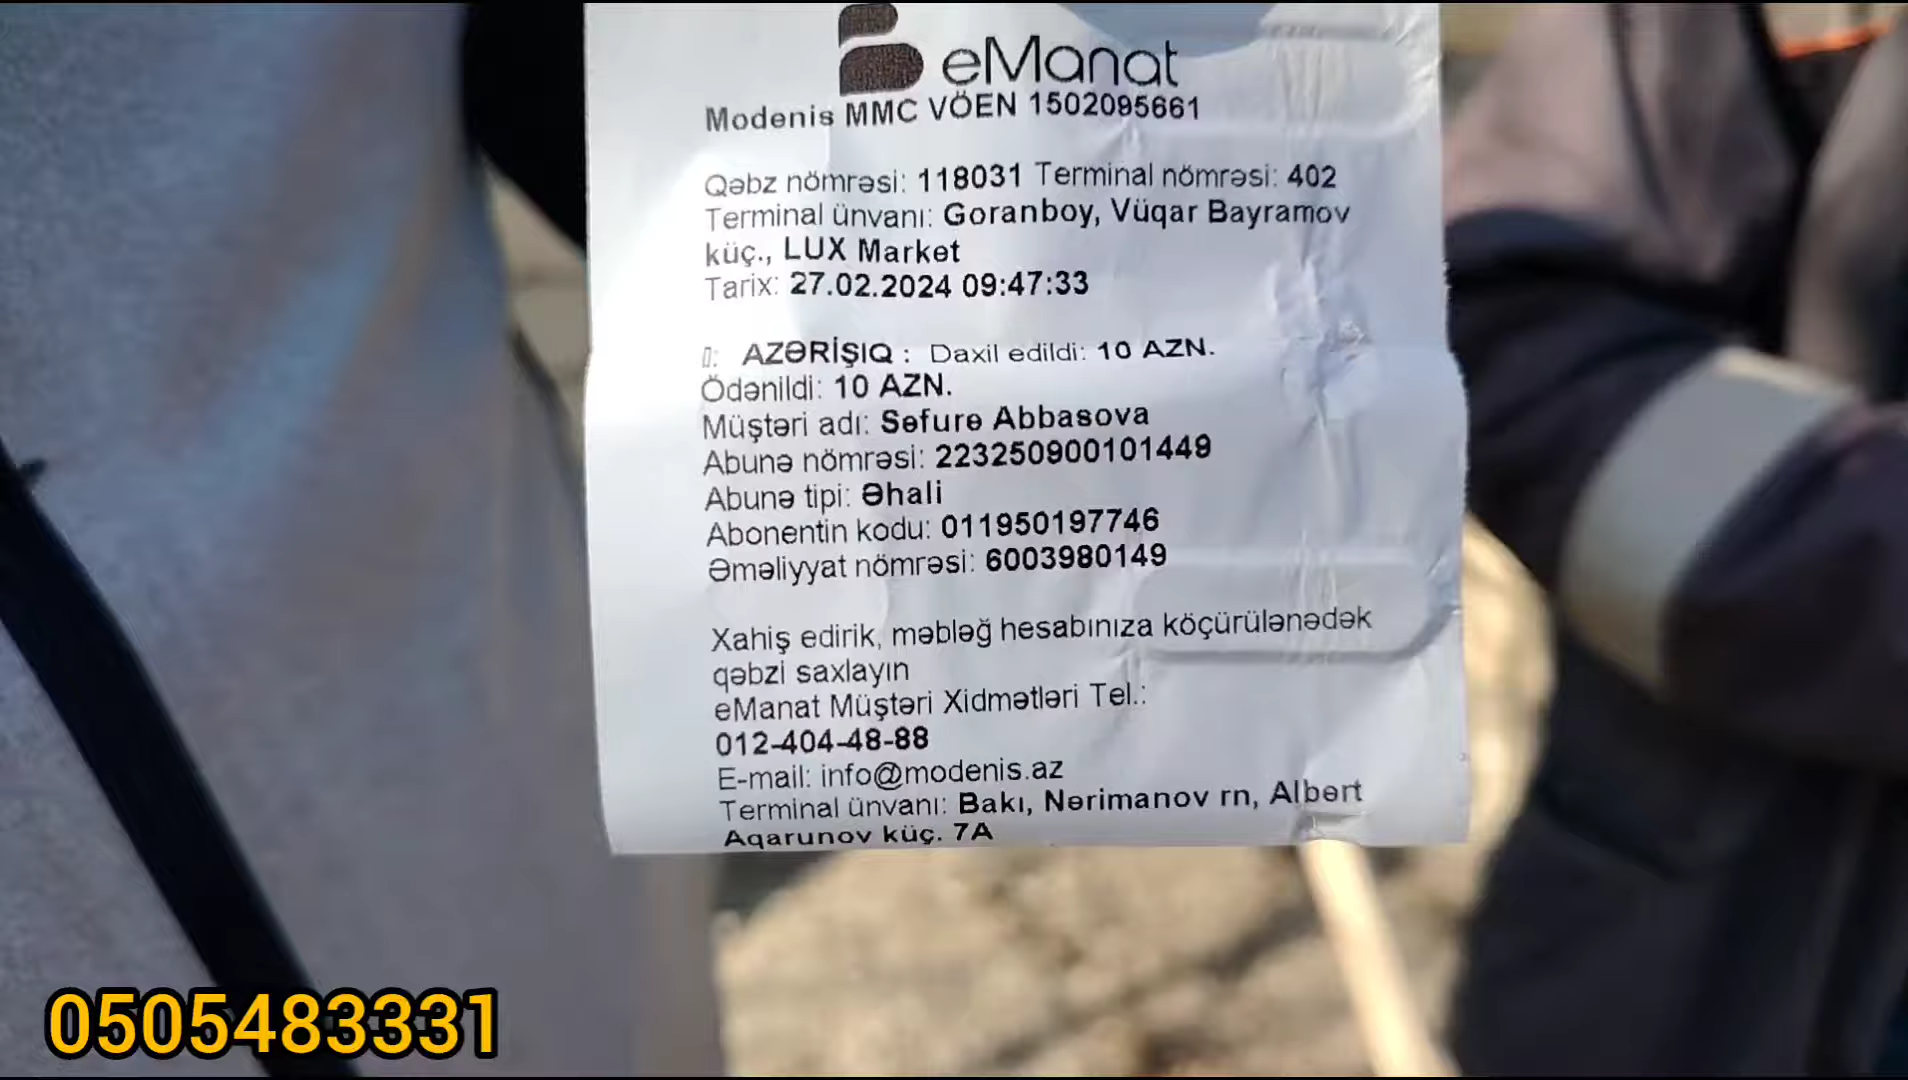 eManat
Modenis MMC VÖEN 1502095661
Qəbz nömrəsi: 118031 Terminal nömrəsi: 402
Terminal ünvanı: Goranboy, Vüqar Bayramov
küç., LUX Market
Tarix: 27.02.2024 09:47:33
AZƏRİŞIQ : Daxil edildi: 10 AZN.
Ödənildi: 10 AZN.
Müştəri adı: Səfurə Abbasova
Abunə nömrəsi: 223250900101449
Abunə tipi: Əhali
Abonentin kodu: 011950197746
Əməliyyat nömrəsi: 6003980149
Xahiş edirik, məbləğ hesabınıza köçürülənədək
qəbzi saxlayın
eManat Müştəri Xidmətləri Tel.:
012-404-48-88
E-mail: info@modenis.az
Terminal ünvanı: Bakı, Nərimanov rn, Albert
Aqarunov küç. 7A
0505483331